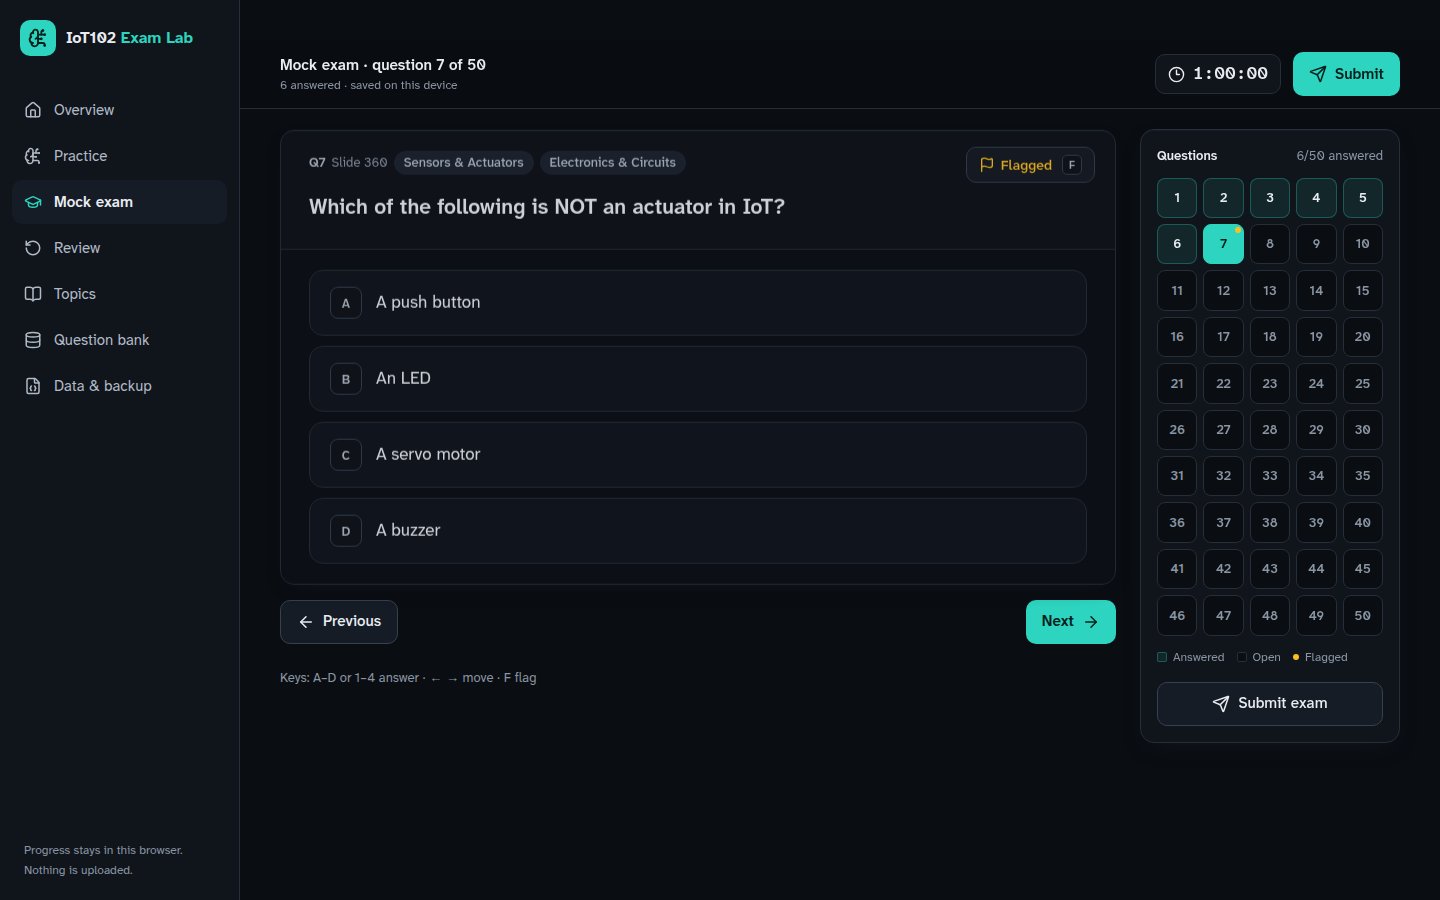 IoT102 Exam Lab
Overview
Practice
Mock exam
Review
Topics
Question bank
Data & backup
Progress stays in this browser.
Nothing is uploaded.
Mock exam · question 7 of 50
6 answered · saved on this device
1:00:00
Submit
Q7 Slide 360 Sensors & Actuators Electronics & Circuits
Flagged F
Which of the following is NOT an actuator in IoT?
A A push button
B An LED
C A servo motor
D A buzzer
← Previous
Next →
Keys: A–D or 1–4 answer · ← → move · F flag
Questions 6/50 answered
1 2 3 4 5
6 7 8 9 10
11 12 13 14 15
16 17 18 19 20
21 22 23 24 25
26 27 28 29 30
31 32 33 34 35
36 37 38 39 40
41 42 43 44 45
46 47 48 49 50
Answered Open Flagged
Submit exam